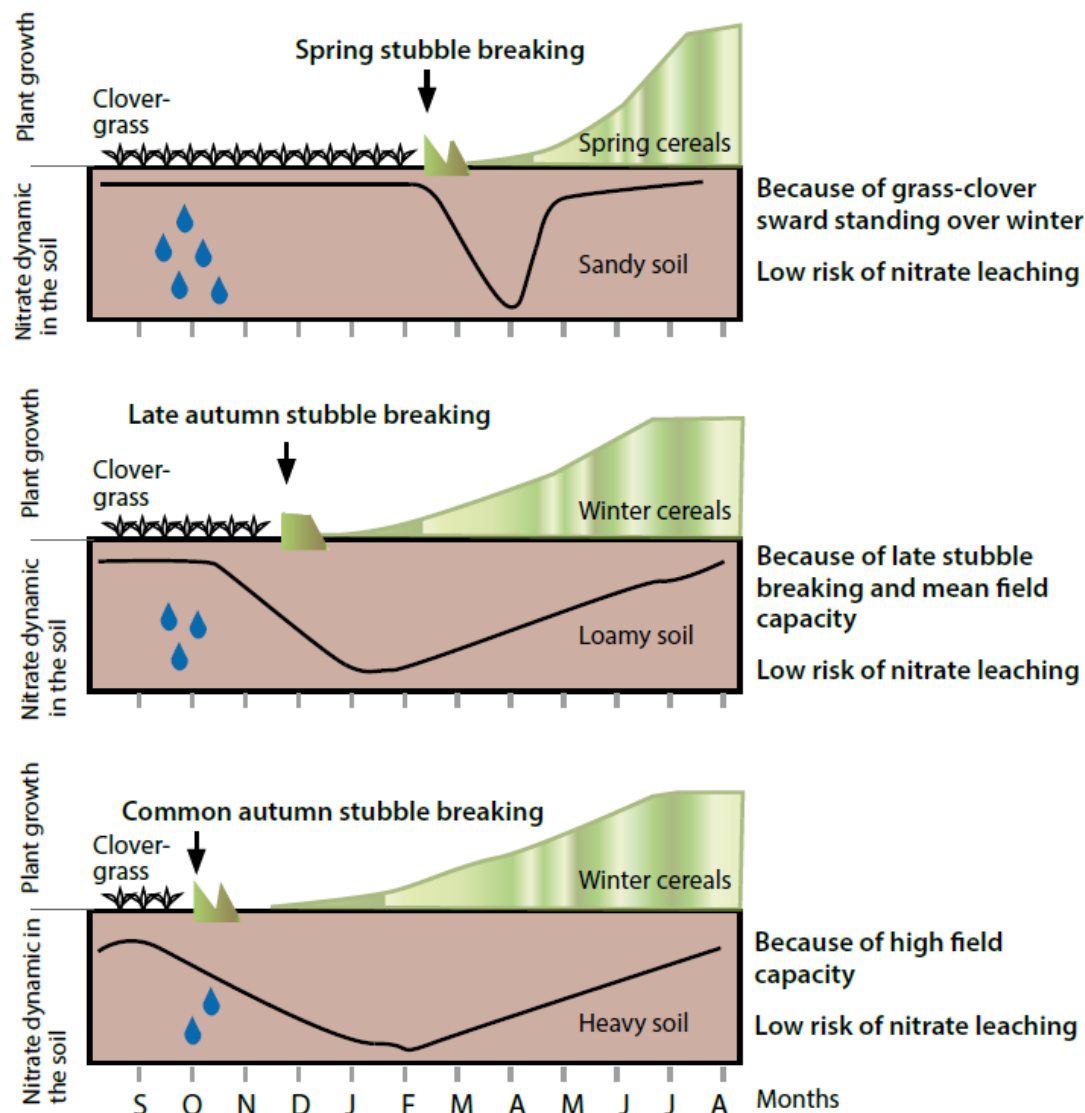 Plant growth
Spring stubble breaking
Clover-
grass
Spring cereals
Nitrate dynamic
in the soil
Sandy soil
Because of grass-clover
sward standing over winter
Low risk of nitrate leaching
Plant growth
Late autumn stubble breaking
Clover-
grass
Winter cereals
Nitrate dynamic
in the soil
Loamy soil
Because of late stubble
breaking and mean field
capacity
Low risk of nitrate leaching
Plant growth
Common autumn stubble breaking
Clover-
grass
Winter cereals
Nitrate dynamic in
the soil
Heavy soil
Because of high field
capacity
Low risk of nitrate leaching
S O N D J F M A M J J A Months